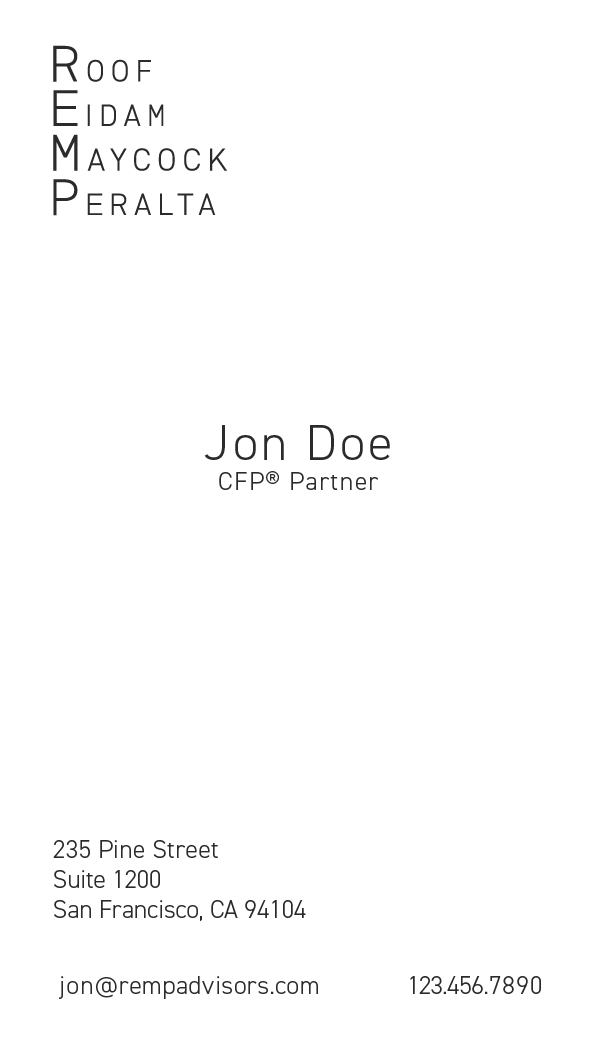 ROOF
EIDAM
MAYCOCK
PERALTA
Jon Doe
CFP® Partner
235 Pine Street
Suite 1200
San Francisco, CA 94104
jon@rempadvisors.com 123.456.7890